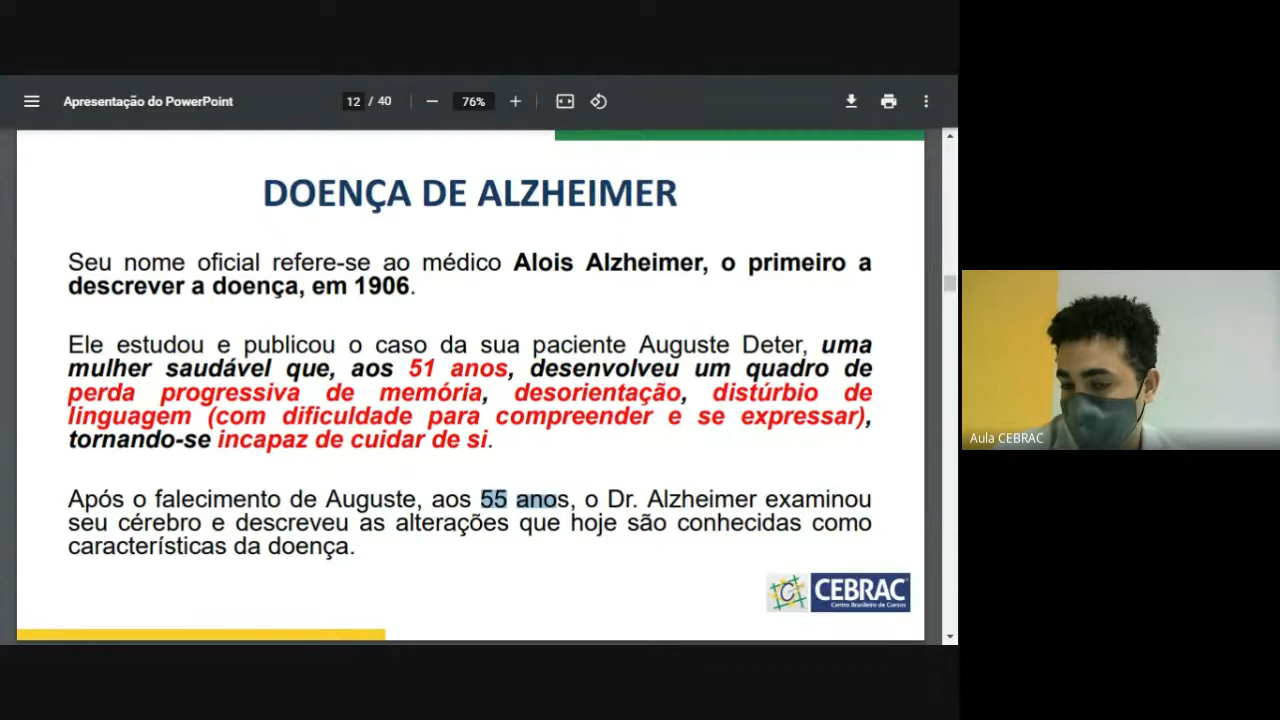 Apresentação do PowerPoint
12 / 40
76%
DOENÇA DE ALZHEIMER
Seu nome oficial refere-se ao médico Alois Alzheimer, o primeiro a
descrever a doença, em 1906.
Ele estudou e publicou o caso da sua paciente Auguste Deter, uma
mulher saudável que, aos 51 anos, desenvolveu um quadro de
perda progressiva de memória, desorientação, distúrbio de
linguagem (com dificuldade para compreender e se expressar),
tornando-se incapaz de cuidar de si.
Após o falecimento de Auguste, aos 55 anos, o Dr. Alzheimer examinou
seu cérebro e descreveu as alterações que hoje são conhecidas como
características da doença.
C
CEBRAC
Centro Brasileiro de Cursos
Aula CEBRAC